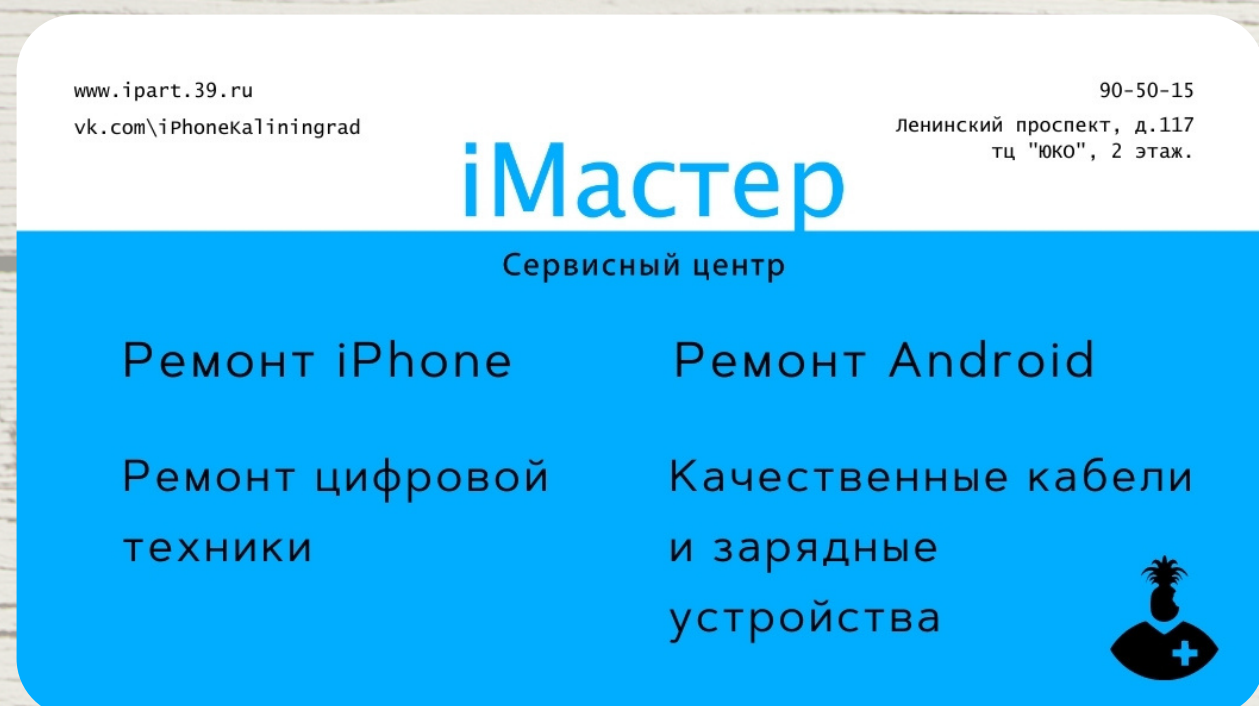 www.ipart.39.ru
vk.com\iPhoneKaliningrad
90-50-15
Ленинский проспект, д.117
тц "ЮКО", 2 этаж.
iМастер
Сервисный центр
Ремонт iPhone
Ремонт Android
Ремонт цифровой
техники
Качественные кабели
и зарядные
устройства